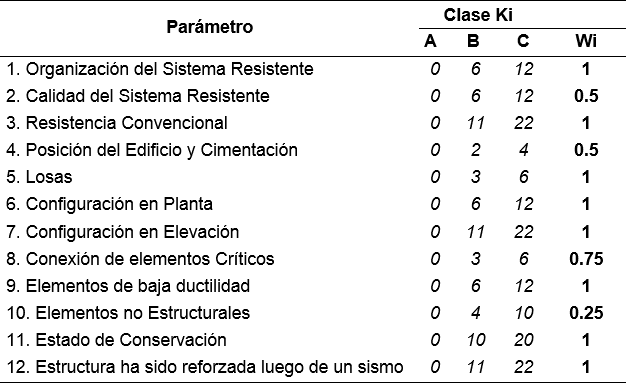 Parámetro Clase Ki
A B C Wi
1. Organización del Sistema Resistente 0 6 12 1
2. Calidad del Sistema Resistente 0 6 12 0.5
3. Resistencia Convencional 0 11 22 1
4. Posición del Edificio y Cimentación 0 2 4 0.5
5. Losas 0 3 6 1
6. Configuración en Planta 0 6 12 1
7. Configuración en Elevación 0 11 22 1
8. Conexión de elementos Críticos 0 3 6 0.75
9. Elementos de baja ductilidad 0 6 12 1
10. Elementos no Estructurales 0 4 10 0.25
11. Estado de Conservación 0 10 20 1
12. Estructura ha sido reforzada luego de un sismo 0 11 22 1